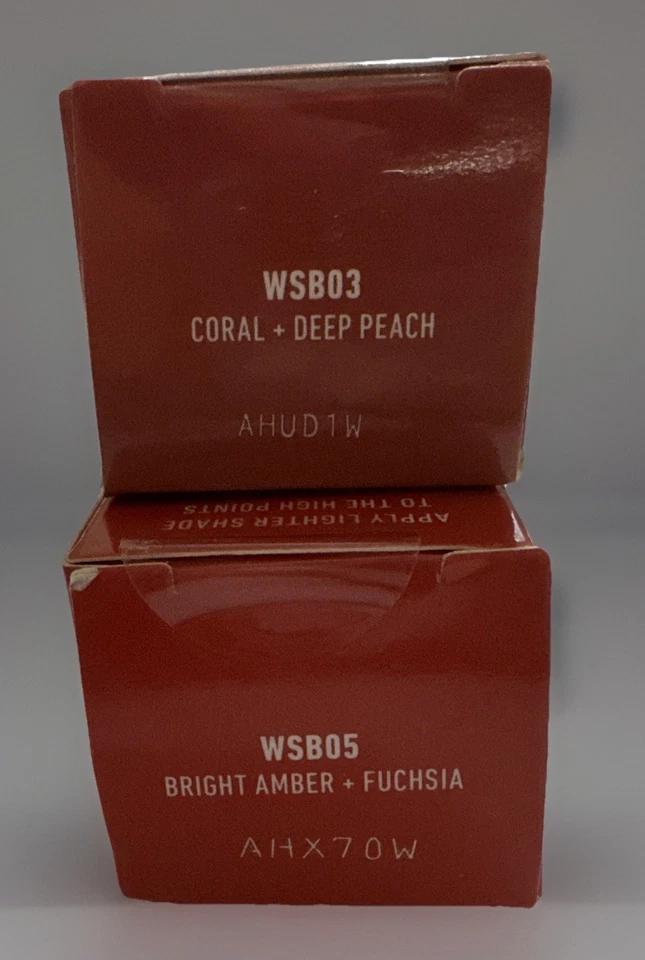 WSB03
CORAL + DEEP PEACH
AHUD1W
APPLY LIGHTER SHADE
TO THE HIGH POINTS
WSB05
BRIGHT AMBER + FUCHSIA
AHX70W